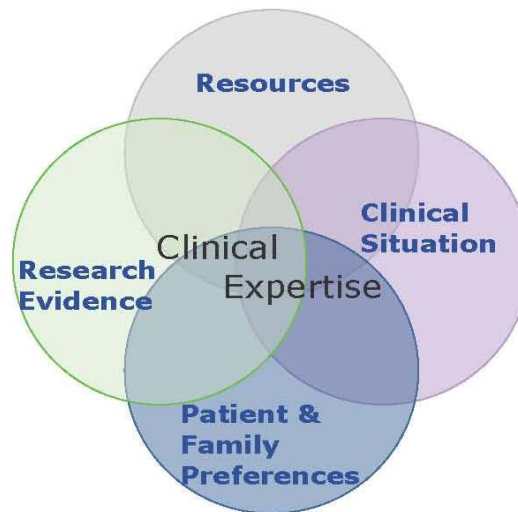 Resources
Clinical
Situation
Clinical
Expertise
Research
Evidence
Patient &
Family
Preferences